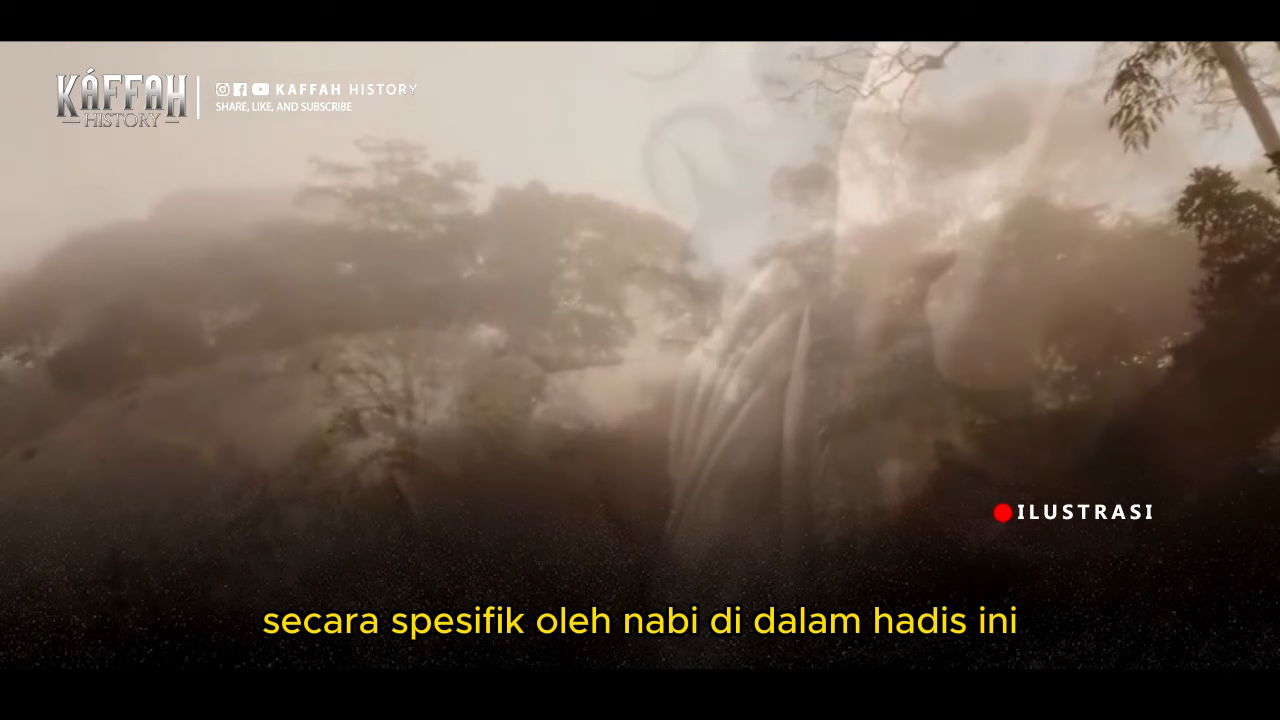 KÁFFAH
HISTORY
KAFFAH HISTORY
SHARE, LIKE, AND SUBSCRIBE
ILUSTRASI
secara spesifik oleh nabi di dalam hadis ini